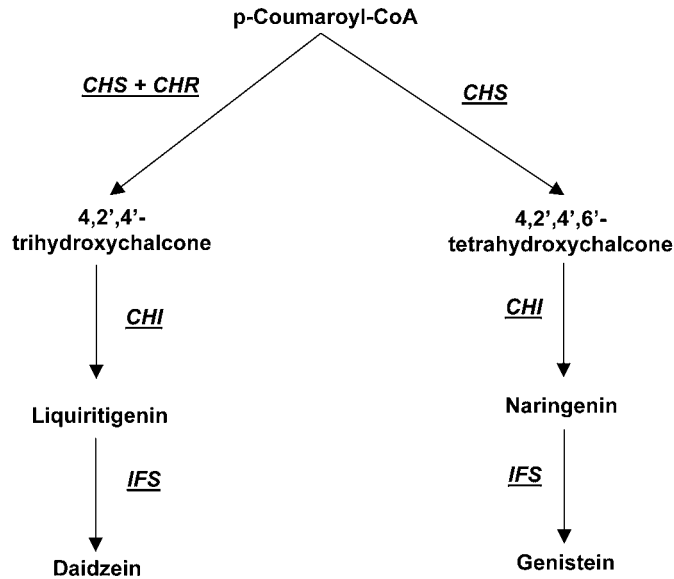 p-Coumaroyl-CoA
CHS + CHR
CHS
4,2’,4’-
trihydroxychalcone
4,2’,4’,6’-
tetrahydroxychalcone
CHI
CHI
Liquiritigenin
Naringenin
IFS
IFS
Daidzein
Genistein